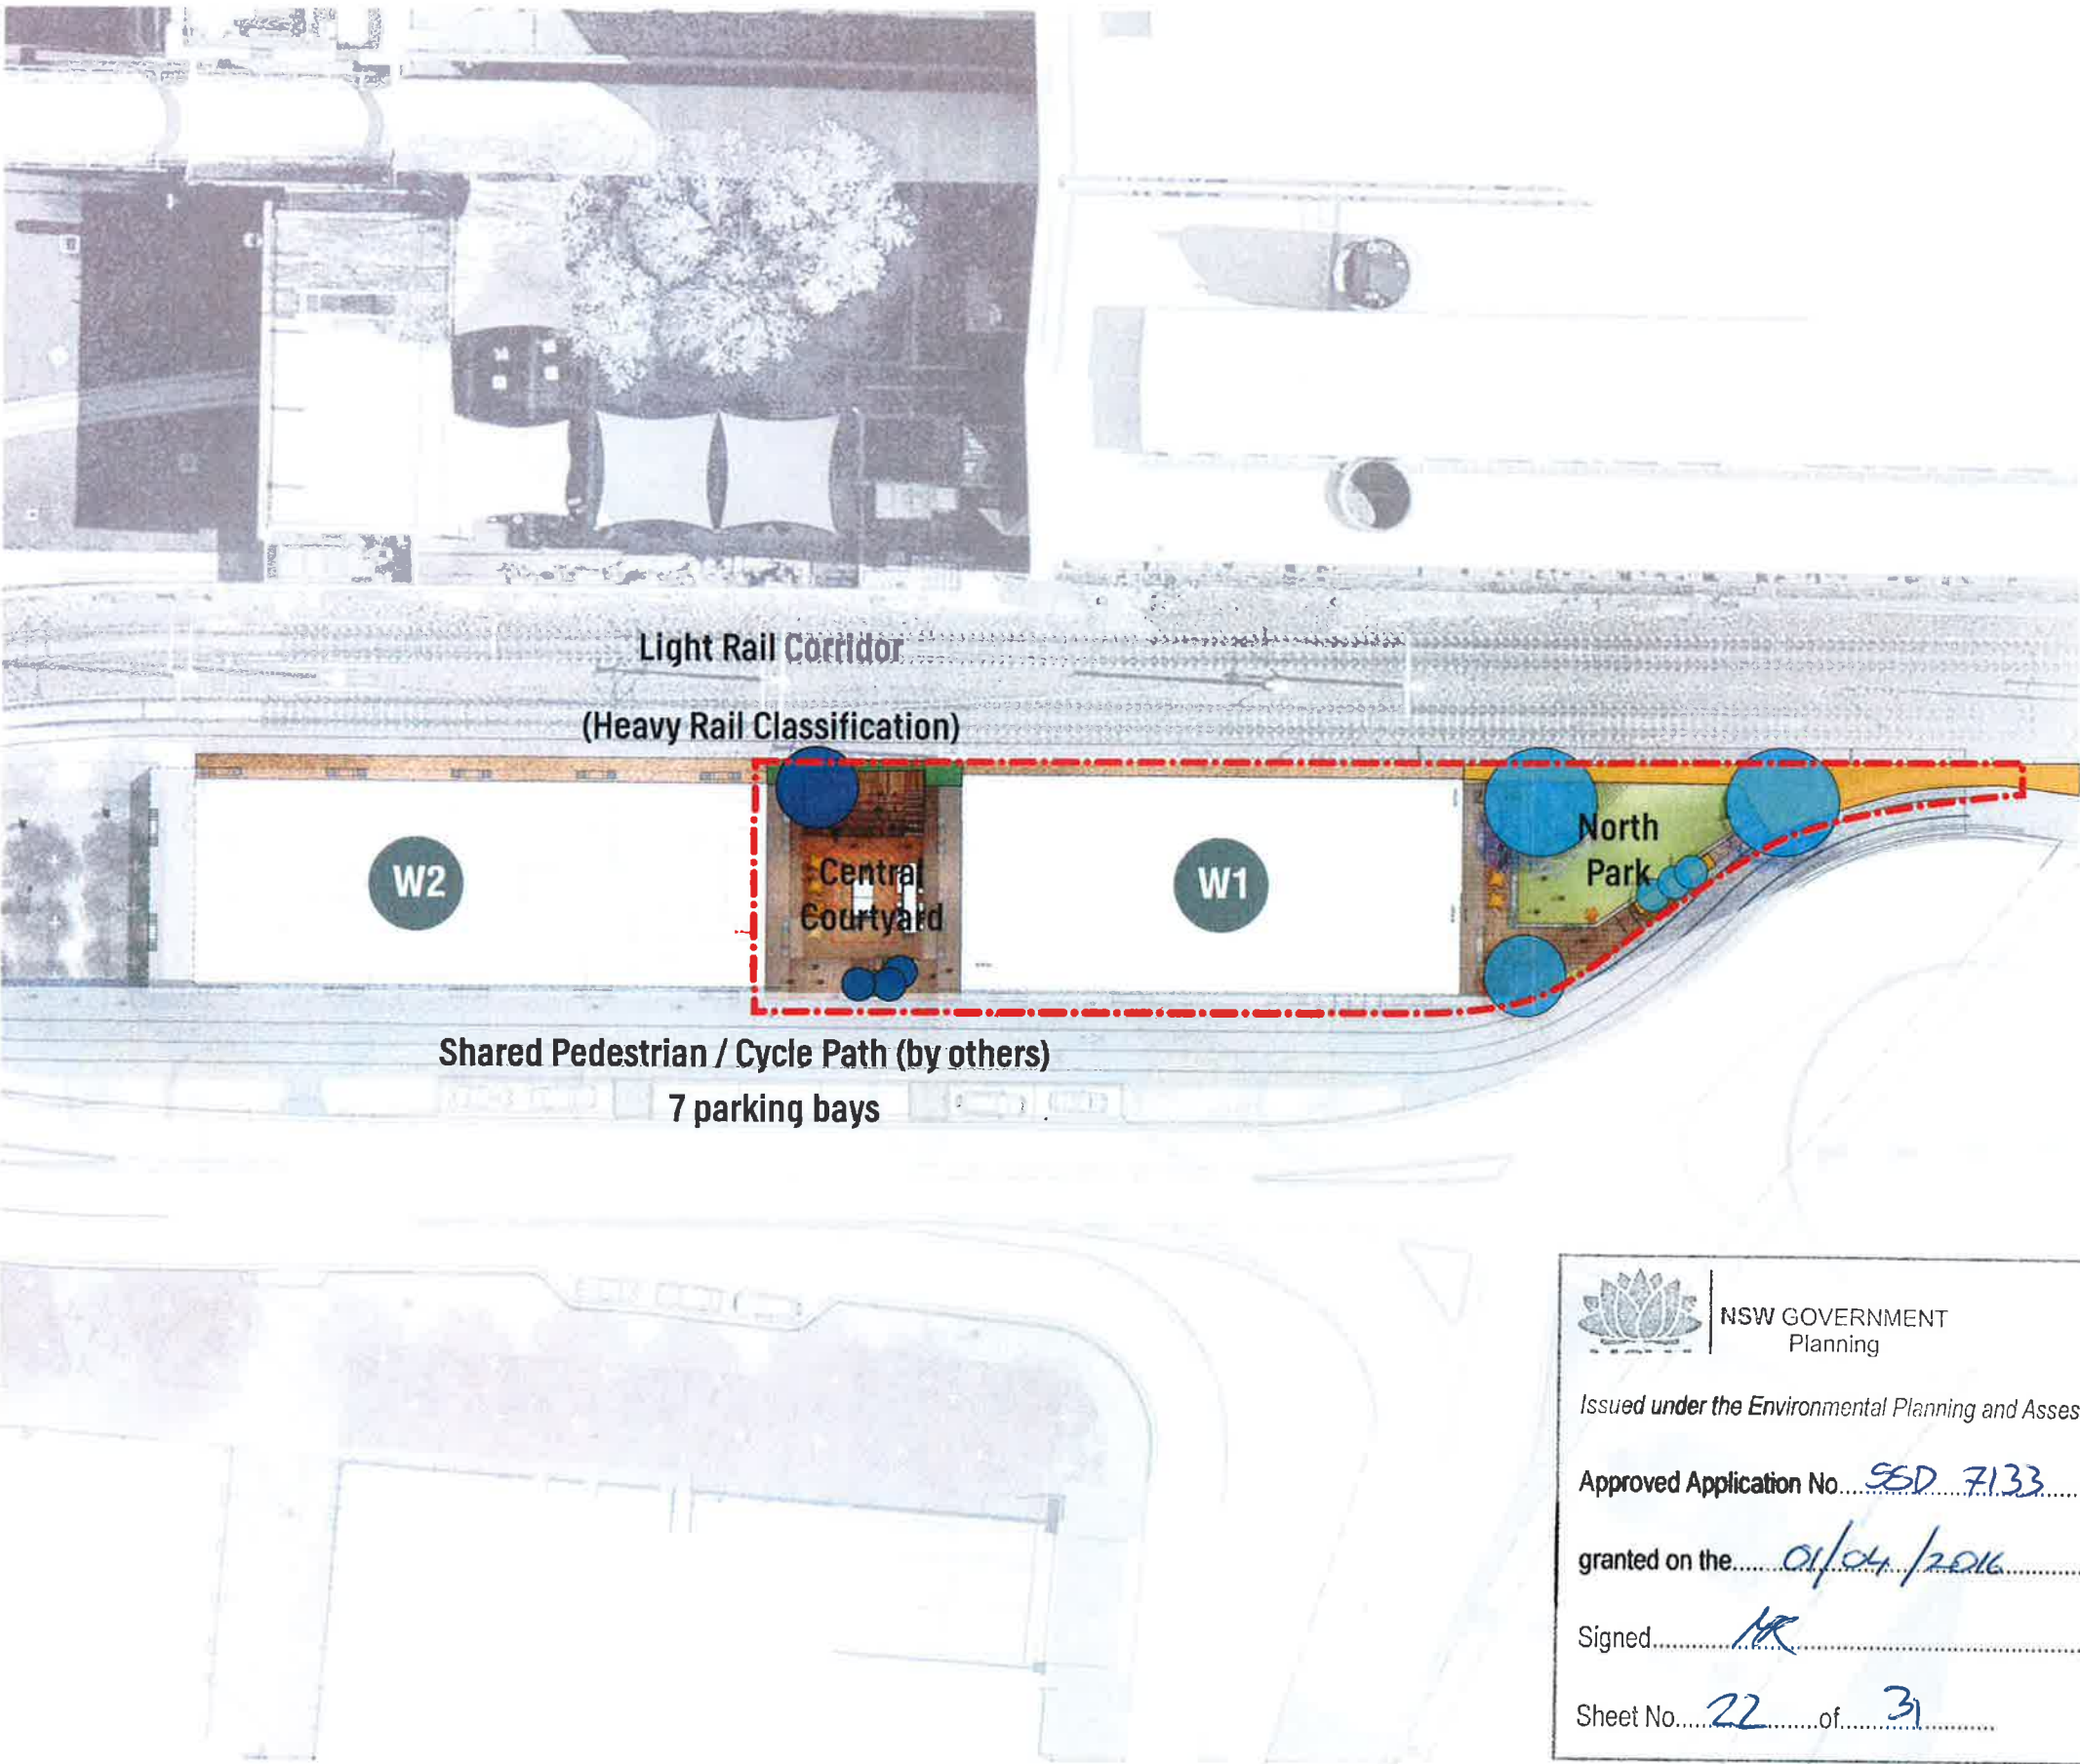 Light Rail Corridor
(Heavy Rail Classification)
W2
Central
Courtyard
W1
North
Park
Shared Pedestrian / Cycle Path (by others)
7 parking bays
NSW GOVERNMENT
Planning
Issued under the Environmental Planning and Asses
Approved Application No....SSD 7133.....
granted on the.....01/04/2016..........
Signed...........MR...........
Sheet No....22.......of.....31..........